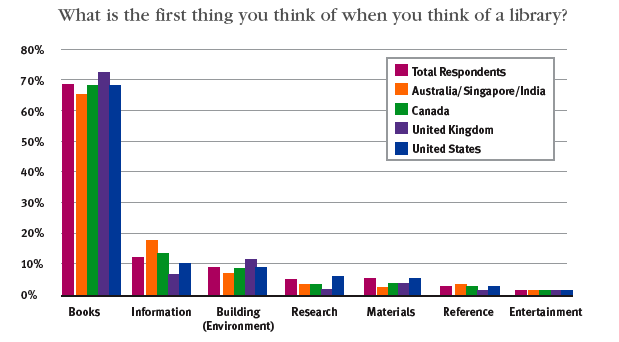 What is the first thing you think of when you think of a library?
80%
70%
60%
50%
40%
30%
20%
10%
0%
Total Respondents
Australia/Singapore/India
Canada
United Kingdom
United States
Books
Information
Building
(Environment)
Research
Materials
Reference
Entertainment